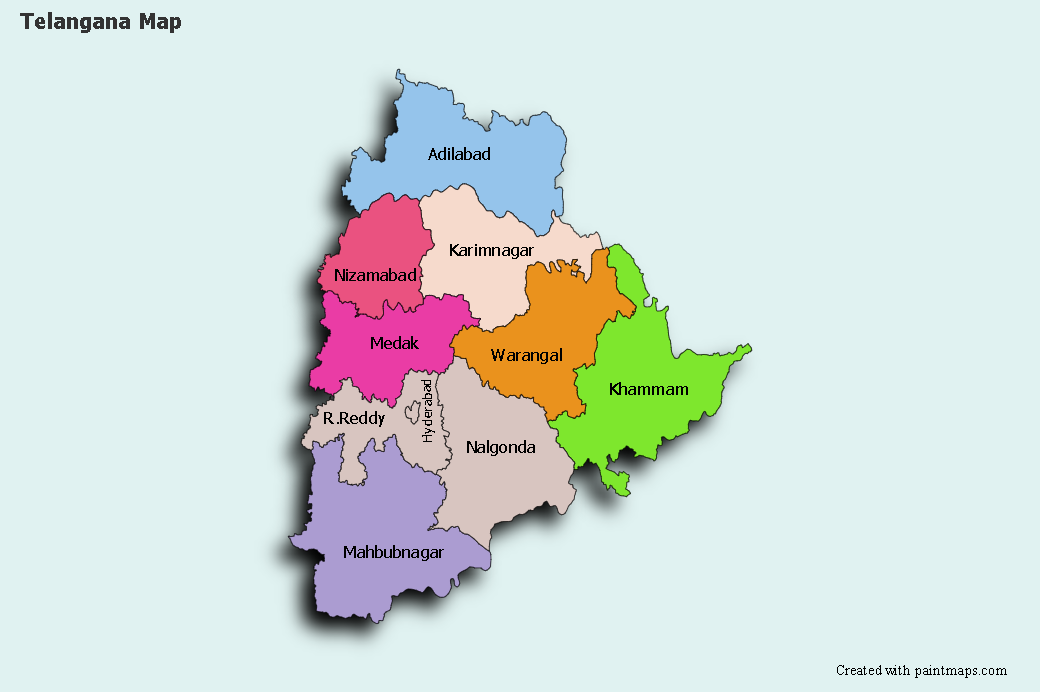 Telangana Map
Adilabad
Karimnagar
Nizamabad
Medak
Warangal
Khammam
R.Reddy
Hyderabad
Nalgonda
Mahbubnagar
Created with paintmaps.com